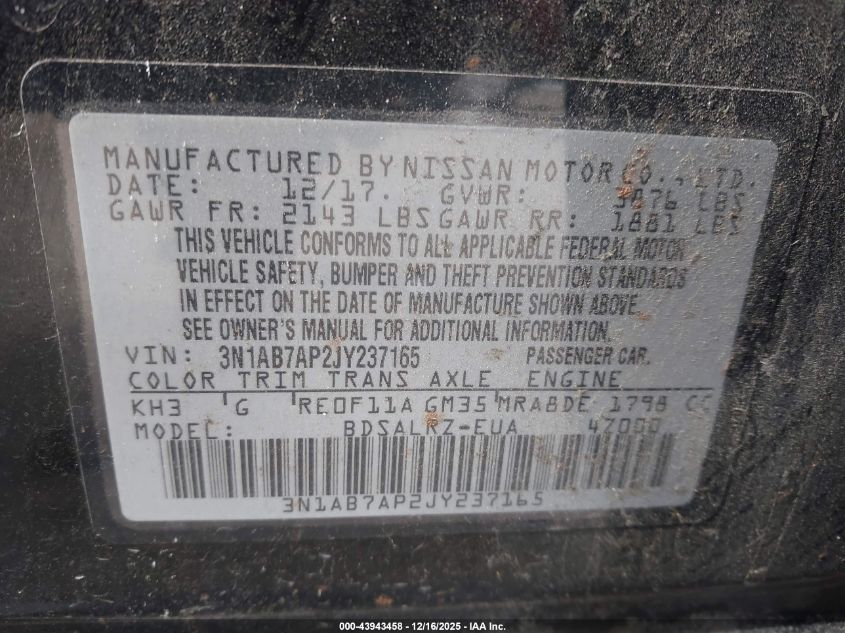 MANUFACTURED BY NISSAN MOTOR CO., LTD.
DATE: 12/17. GVWR: 3876 LBS
GAWR FR: 2143 LBS GAWR RR: 1881 LBS
THIS VEHICLE CONFORMS TO ALL APPLICABLE FEDERAL MOTOR
VEHICLE SAFETY, BUMPER AND THEFT PREVENTION STANDARDS
IN EFFECT ON THE DATE OF MANUFACTURE SHOWN ABOVE.
SEE OWNER'S MANUAL FOR ADDITIONAL INFORMATION.
VIN: 3N1AB7AP2JY237165 PASSENGER CAR.
COLOR TRIM TRANS AXLE ENGINE
KH3 G RE0F11A GM35 MRA8DE 1798 CC
MODEL: BDSALRZ-EUA 47000
3N1AB7AP2JY237165
000-43943458 - 12/16/2025 - IAA Inc.